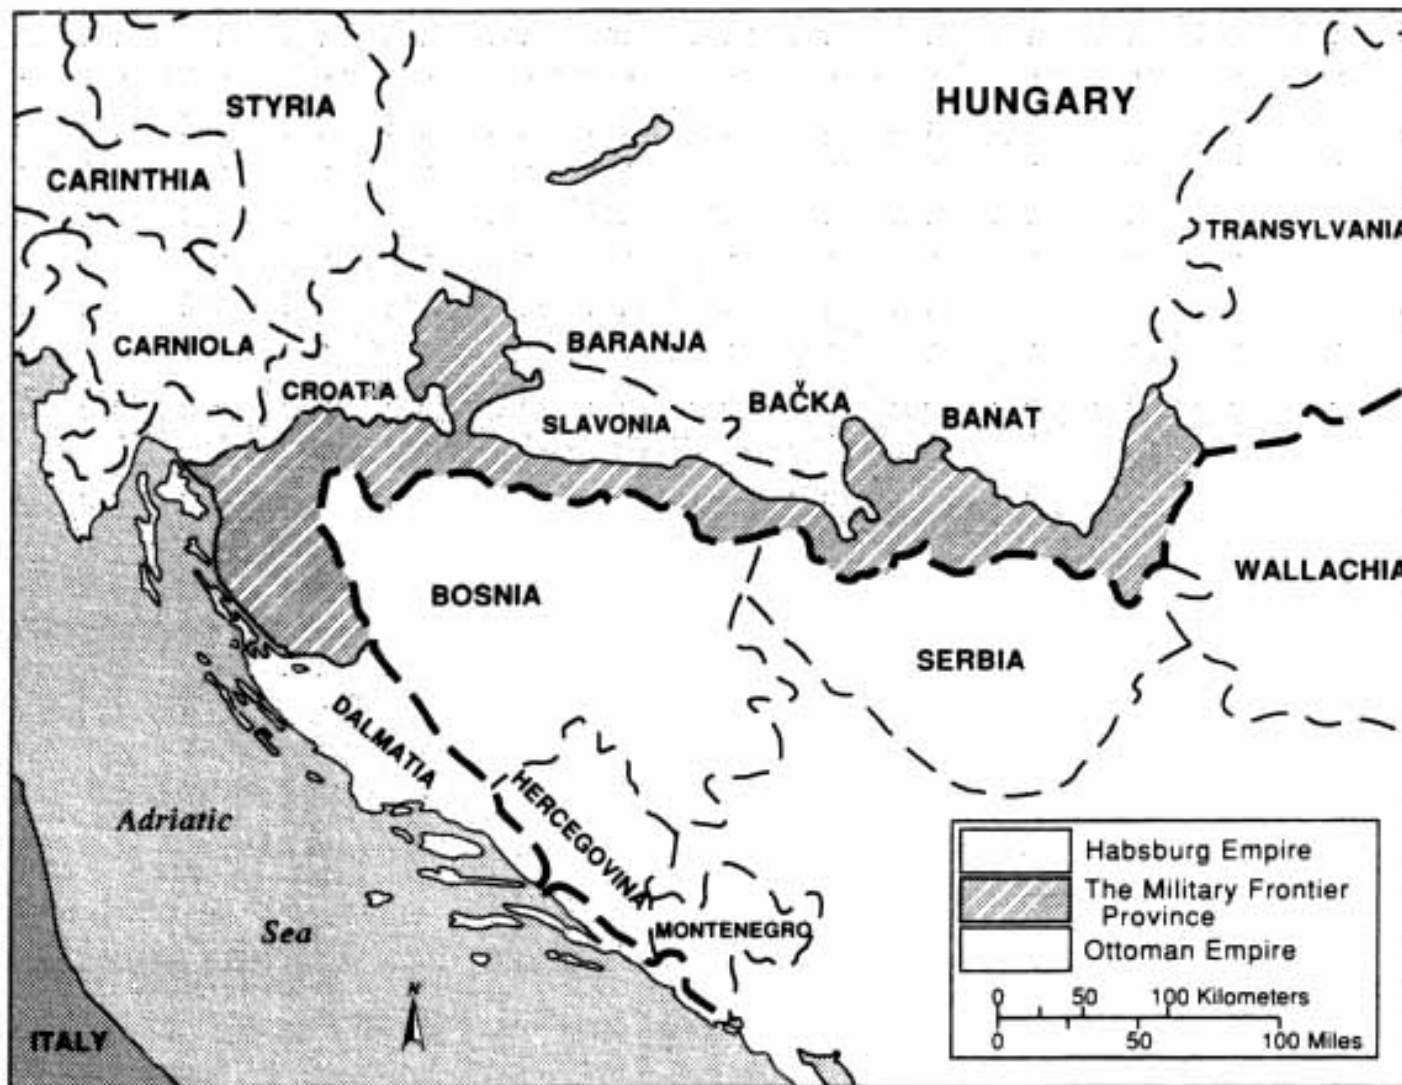 STYRIA
HUNGARY
CARINTHIA
TRANSYLVANIA
CARNIOLA
BARANJA
CROATIA
SLAVONIA
BAČKA
BANAT
BOSNIA
WALLACHIA
SERBIA
DALMATIA
HERCEGOVINA
MONTENEGRO
Adriatic
Sea
ITALY
N
Habsburg Empire
The Military Frontier
Province
Ottoman Empire
0 50 100 Kilometers
0 50 100 Miles